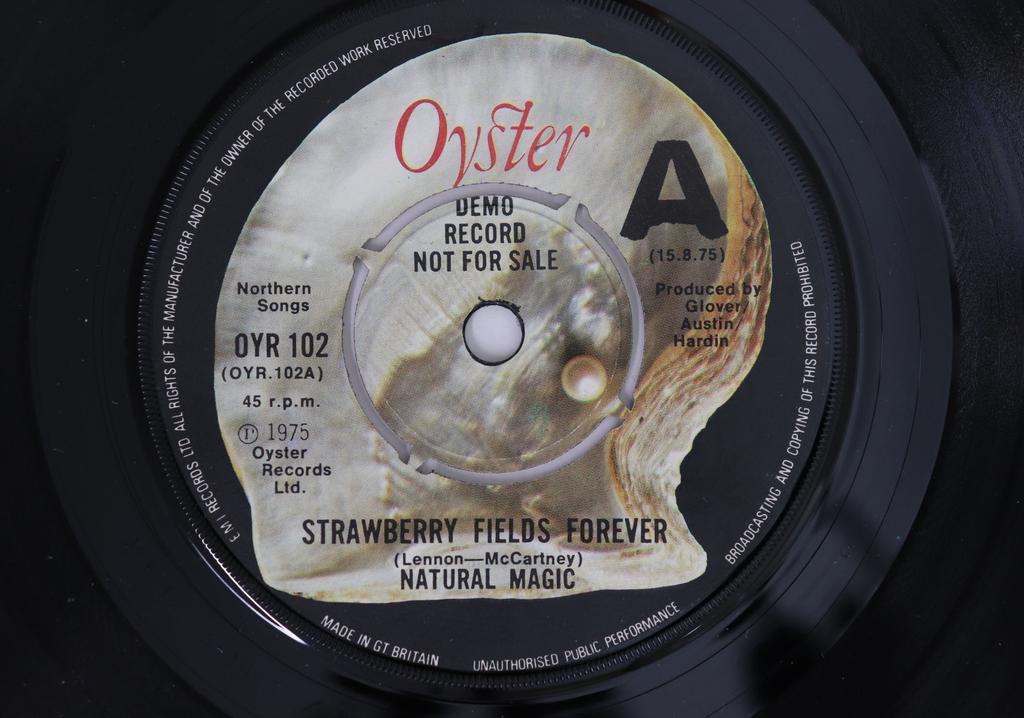 EMI RECORDS LTD ALL RIGHTS OF THE MANUFACTURER AND OF THE OWNER OF THE RECORDED WORK RESERVED
Oyster
A
DEMO
RECORD
NOT FOR SALE
(15.8.75)
Northern
Songs
Produced by
Glover/
Austin/
Hardin
OYR 102
(OYR.102A)
45 r.p.m.
Ⓟ 1975
Oyster
Records
Ltd.
STRAWBERRY FIELDS FOREVER
(Lennon—McCartney)
NATURAL MAGIC
MADE IN GT BRITAIN
UNAUTHORISED PUBLIC PERFORMANCE
BROADCASTING AND COPYING OF THIS RECORD PROHIBITED